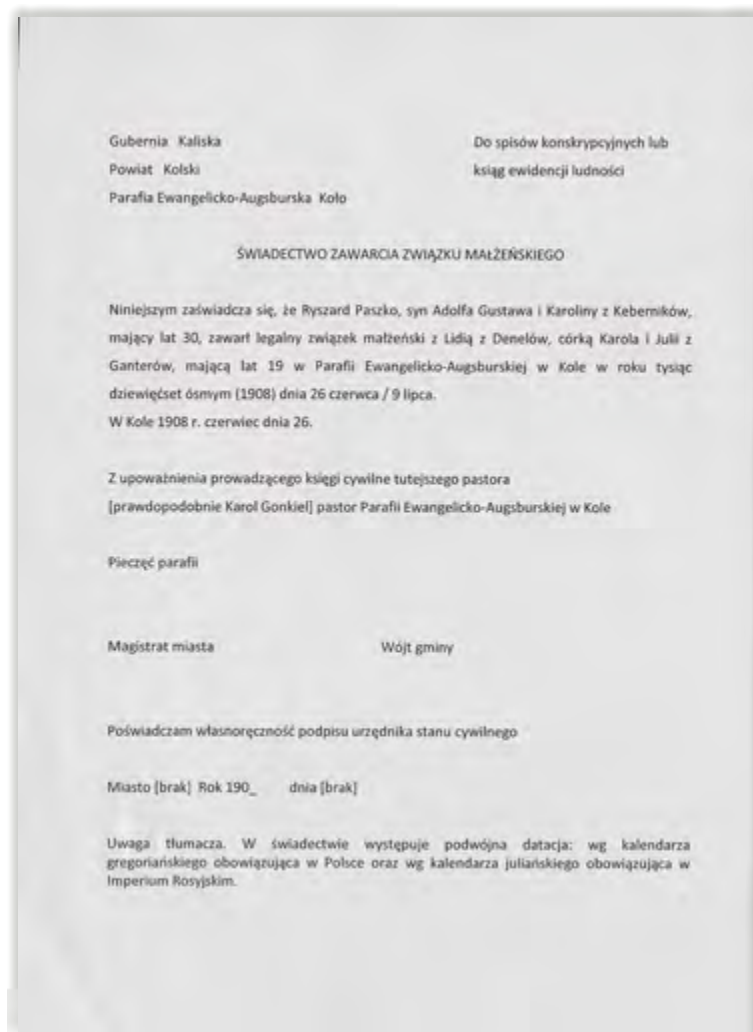 Gubernia Kaliska
Do spisów konskrypcyjnych lub
Powiat Kolski
ksiąg ewidencji ludności
Parafia Ewangelicko-Augsburska Koło
ŚWIADECTWO ZAWARCIA ZWIĄZKU MAŁŻEŃSKIEGO
Niniejszym zaświadcza się, że Ryszard Paszko, syn Adolfa Gustawa i Karoliny z Keberników,
mający lat 30, zawarł legalny związek małżeński z Lidią z Denelów, córką Karola i Julii z
Ganterów, mającą lat 19 w Parafii Ewangelicko-Augsburskiej w Kole w roku tysiąc
dziewięćset ósmym (1908) dnia 26 czerwca / 9 lipca.
W Kole 1908 r. czerwiec dnia 26.
Z upoważnienia prowadzącego księgi cywilne tutejszego pastora
[prawdopodobnie Karol Gonkiel] pastor Parafii Ewangelicko-Augsburskiej w Kole
Pieczęć parafii
Magistrat miasta
Wójt gminy
Poświadczam własnoręczność podpisu urzędnika stanu cywilnego
Miasto [brak] Rok 190_ dnia [brak]
Uwaga tłumacza. W świadectwie występuje podwójna datacja: wg kalendarza
gregoriańskiego obowiązująca w Polsce oraz wg kalendarza juliańskiego obowiązująca w
Imperium Rosyjskim.